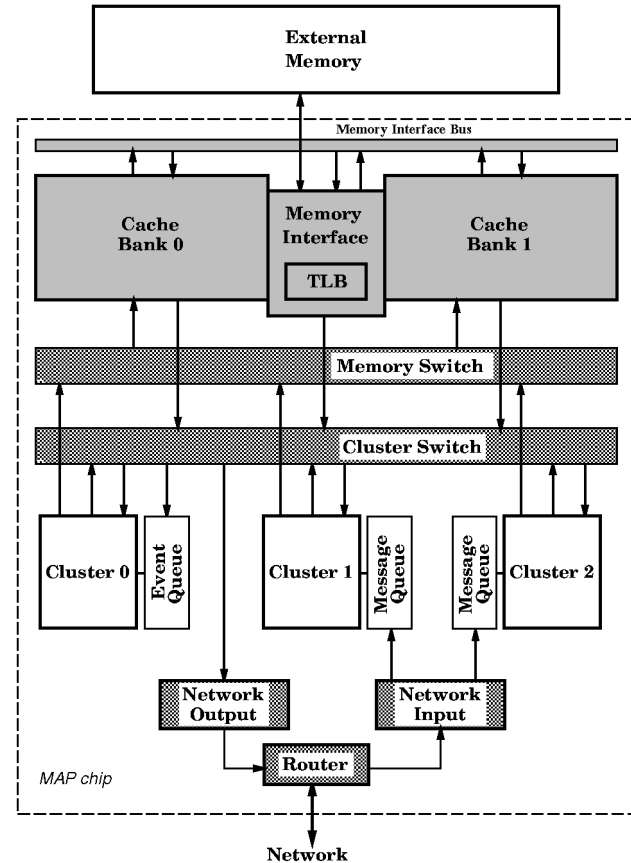 External
Memory
Memory Interface Bus
Cache
Bank 0
Memory
Interface
TLB
Cache
Bank 1
Memory Switch
Cluster Switch
Cluster 0
Event
Queue
Cluster 1
Message
Queue
Message
Queue
Cluster 2
Network
Output
Network
Input
Router
MAP chip
Network